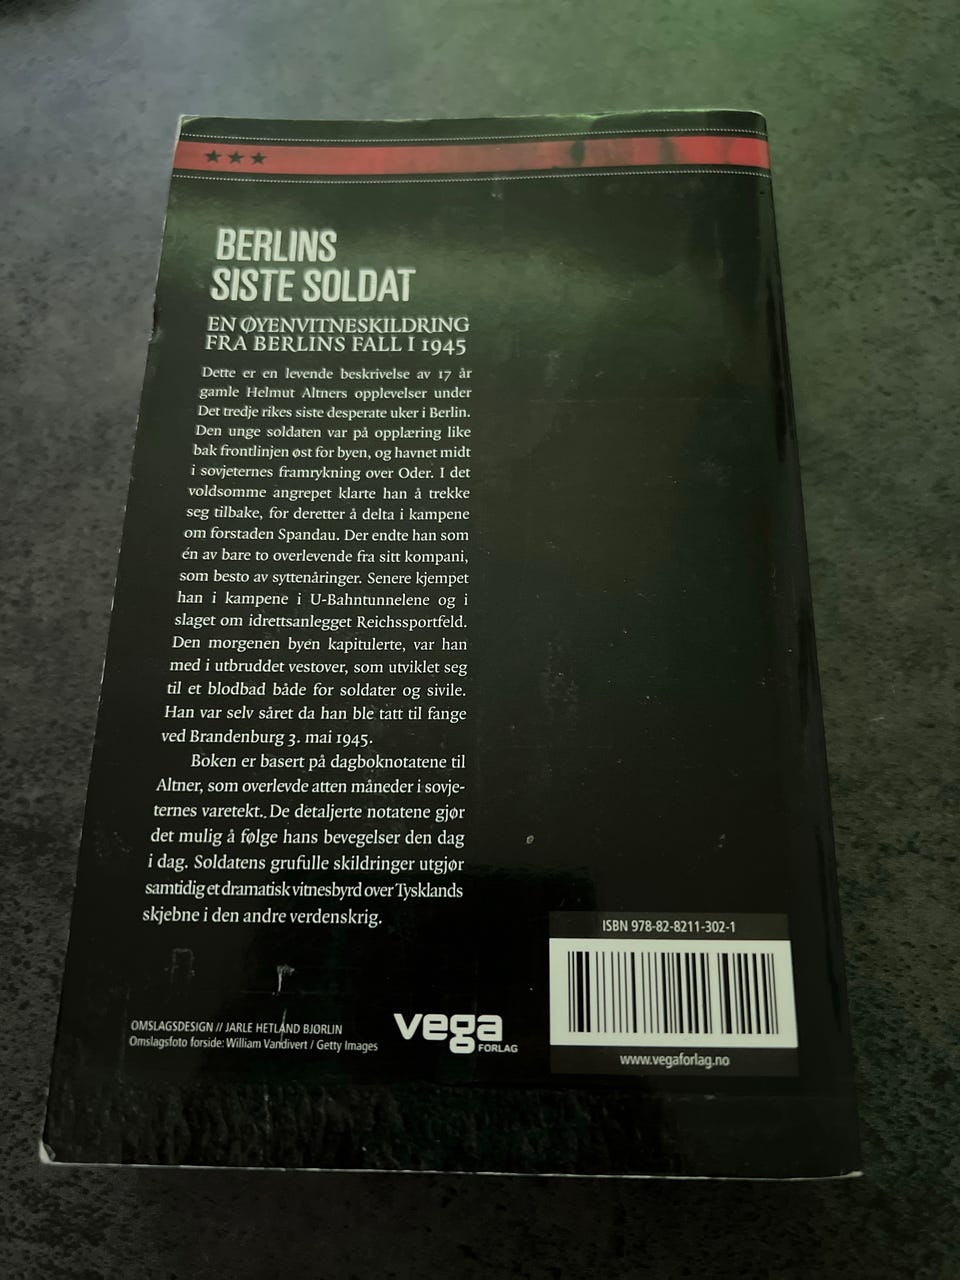 BERLINS
SISTE SOLDAT
EN ØYENVITNESKILDRING
FRA BERLINS FALL I 1945
Dette er en levende beskrivelse av 17 år
gamle Helmut Altners opplevelser under
Det tredje rikes siste desperate uker i Berlin.
Den unge soldaten var på opplæring like
bak frontlinjen øst for byen, og havnet midt
i sovjeternes framrykning over Oder. I det
voldsomme angrepet klarte han å trekke
seg tilbake, for deretter å delta i kampene
om forstaden Spandau. Der endte han som
én av bare to overlevende fra sitt kompani,
som besto av syttenåringer. Senere kjempet
han i kampene i U-Bahntunnelene og i
slaget om idrettsanlegget Reichssportfeld.
Den morgenen byen kapitulerte, var han
med i utbruddet vestover, som utviklet seg
til et blodbad både for soldater og sivile.
Han var selv såret da han ble tatt til fange
ved Brandenburg 3. mai 1945.
Boken er basert på dagboknotatene til
Altner, som overlevde atten måneder i sovje-
ternes varetekt. De detaljerte notatene gjør
det mulig å følge hans bevegelser den dag
i dag. Soldatens grufulle skildringer utgjør
samtidig et dramatisk vitnesbyrd over Tysklands
skjebne i den andre verdenskrig.
ISBN 978-82-8211-302-1
OMSLAGSDESIGN // JARLE HETLAND BJØRLIN
Omslagsfoto forside: William Vandivert / Getty Images
vega
FORLAG
www.vegaforlag.no